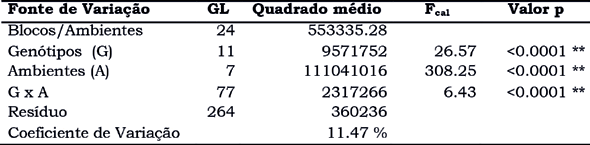 Fonte de Variação GL Quadrado médio Fcal Valor p
Blocos/Ambientes 24 553335.28
Genótipos (G) 11 9571752 26.57 <0.0001 **
Ambientes (A) 7 111041016 308.25 <0.0001 **
G x A 77 2317266 6.43 <0.0001 **
Resíduo 264 360236
Coeficiente de Variação 11.47 %